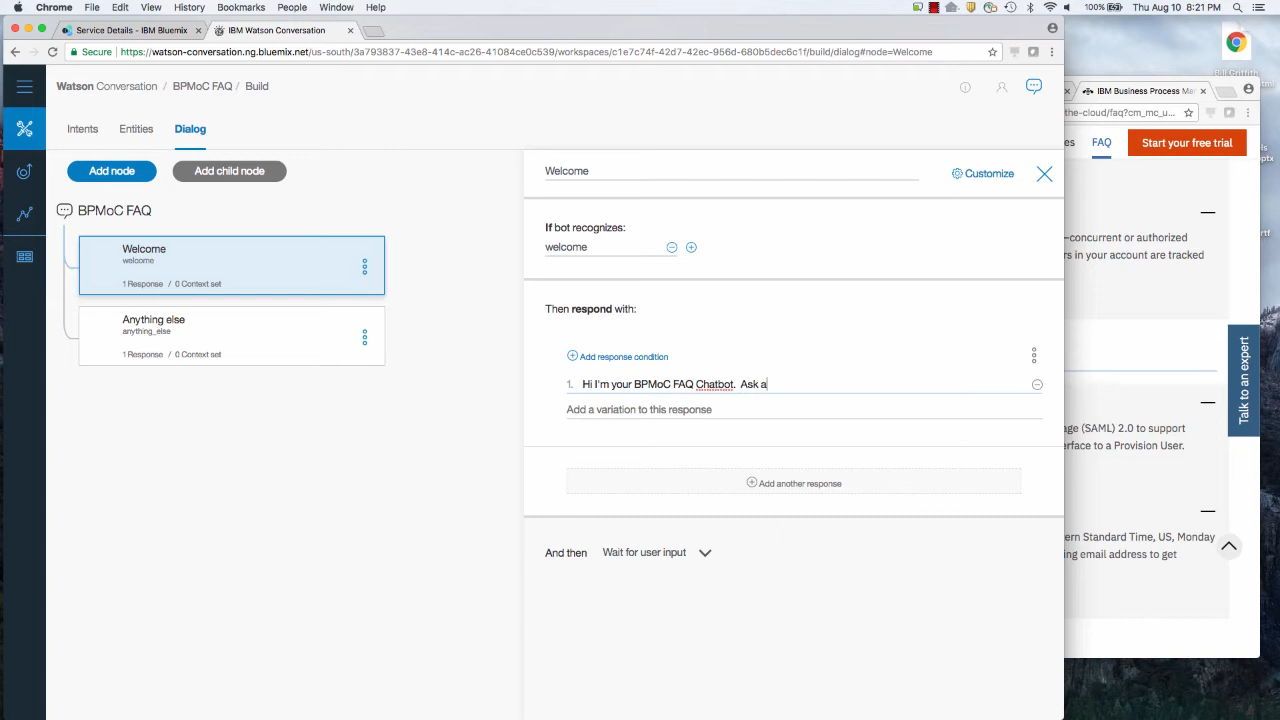 Chrome File Edit View History Bookmarks People Window Help
100% Thu Aug 10 8:21 PM
Service Details - IBM Bluemix
IBM Watson Conversation
Secure https://watson-conversation.ng.bluemix.net/us-south/3a793837-43e8-414c-ac26-41084ce00539/workspaces/c1e7c74f-42d7-42ec-956d-680b5dec6c1f/build/dialog#node=Welcome
Watson Conversation / BPMoC FAQ / Build
Intents Entities Dialog
Add node Add child node
BPMoC FAQ
Welcome
welcome
1 Response / 0 Context set
Anything else
anything_else
1 Response / 0 Context set
Welcome
Customize
If bot recognizes:
welcome
Then respond with:
Add response condition
1. Hi I'm your BPMoC FAQ Chatbot. Ask a
Add a variation to this response
Add another response
And then Wait for user input
IBM Business Process Ma
the-cloud/faq?cm_mc_u...
es FAQ Start your free trial
–concurrent or authorized
rs in your account are tracked
Talk to an expert
age (SAML) 2.0 to support
erface to a Provision User.
ern Standard Time, US, Monday
ing email address to get